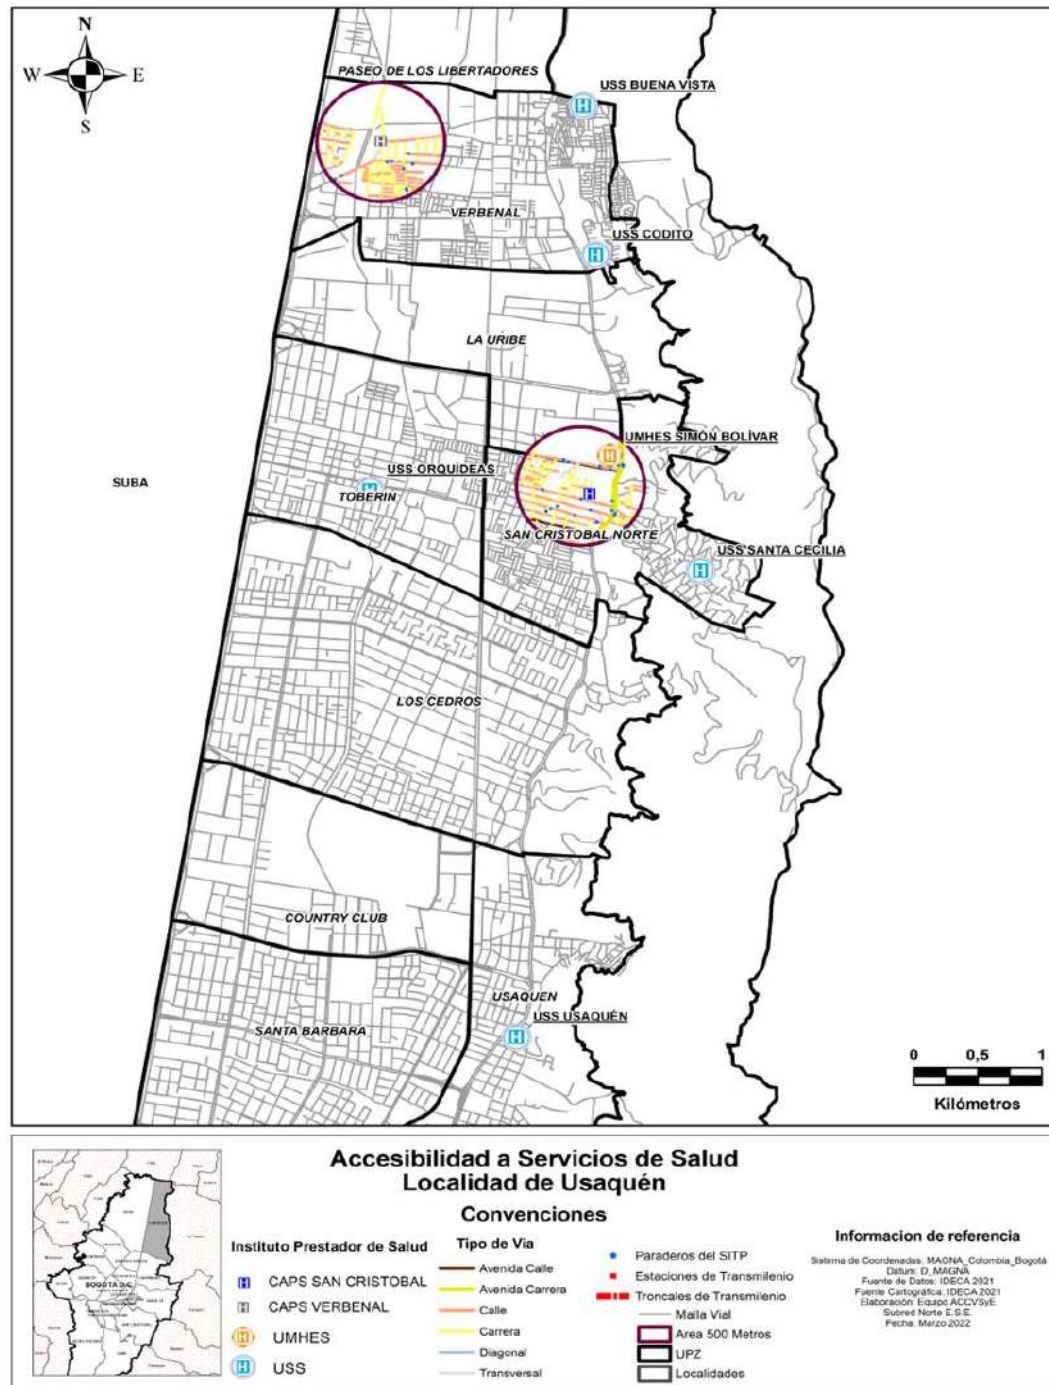 N
W E
S
PASEO DE LOS LIBERTADORES
USS BUENA VISTA
VERBENAL
USS CODITO
LA URIBE
UMHES SIMÓN BOLÍVAR
USS ORQUIDEAS
SUBA
TOBERIN
SAN CRISTOBAL NORTE
USS SANTA CECILIA
LOS CEDROS
COUNTRY CLUB
USAQUEN
USS USAQUÉN
SANTA BARBARA
0 0,5 1
Kilómetros
Accesibilidad a Servicios de Salud
Localidad de Usaquén
Convenciones
Instituto Prestador de Salud
CAPS SAN CRISTOBAL
CAPS VERBENAL
UMHES
USS
Tipo de Via
Avenida Calle
Avenida Carrera
Calle
Carrera
Diagonal
Transversal
Paraderos del SITP
Estaciones de Transmilenio
Troncales de Transmilenio
Malla Vial
Area 500 Metros
UPZ
Localidades
Informacion de referencia
Sistema de Coordenadas: MAGNA_Colombia_Bogotá
Datum: D_MAGNA
Fuente de Datos: IDECA 2021
Fuente Cartográfica: IDECA 2021
Elaboración: Equipo ACCVSyE
Subred Norte E.S.E.
Fecha: Marzo 2022
BOGOTÁ D.C.